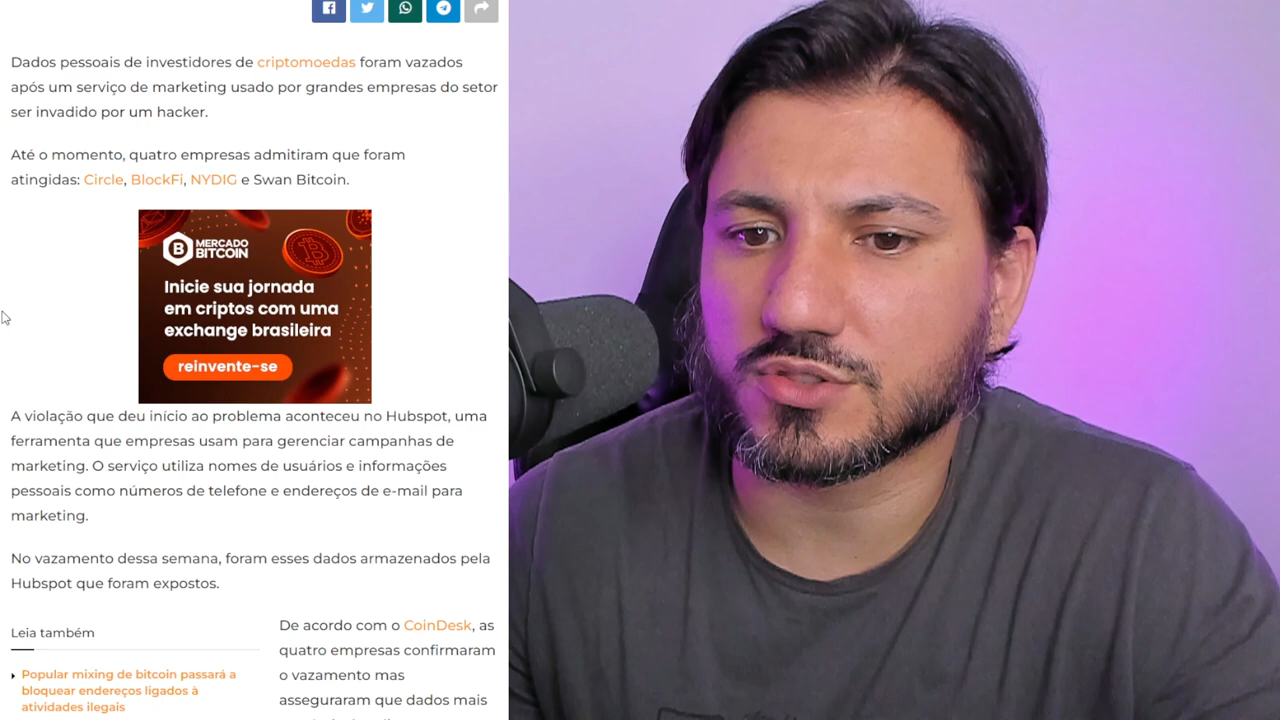 Dados pessoais de investidores de criptomoedas foram vazados
após um serviço de marketing usado por grandes empresas do setor
ser invadido por um hacker.
Até o momento, quatro empresas admitiram que foram
atingidas: Circle, BlockFi, NYDIG e Swan Bitcoin.
MERCADO
BITCOIN
Inicie sua jornada
em criptos com uma
exchange brasileira
reinvente-se
A violação que deu início ao problema aconteceu no Hubspot, uma
ferramenta que empresas usam para gerenciar campanhas de
marketing. O serviço utiliza nomes de usuários e informações
pessoais como números de telefone e endereços de e-mail para
marketing.
No vazamento dessa semana, foram esses dados armazenados pela
Hubspot que foram expostos.
Leia também
Popular mixing de bitcoin passará a
bloquear endereços ligados à
atividades ilegais
De acordo com o CoinDesk, as
quatro empresas confirmaram
o vazamento mas
asseguraram que dados mais